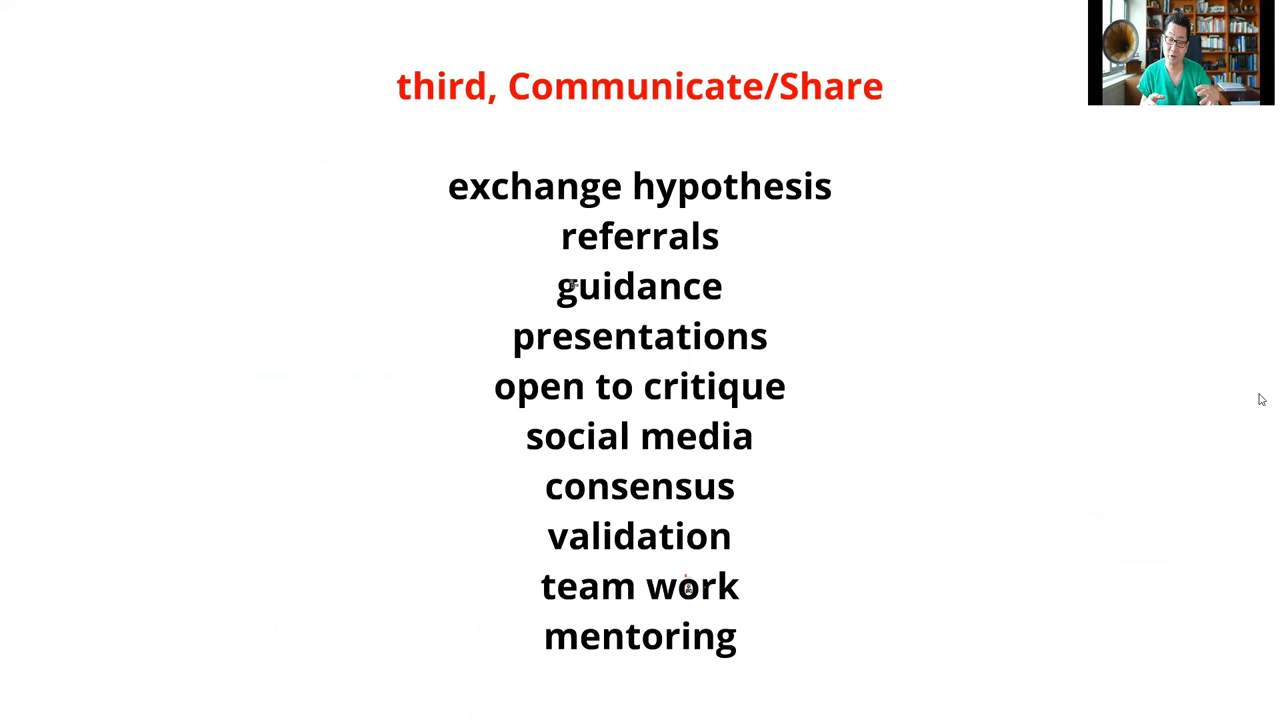 third, Communicate/Share
exchange hypothesis
referrals
guidance
presentations
open to critique
social media
consensus
validation
team work
mentoring